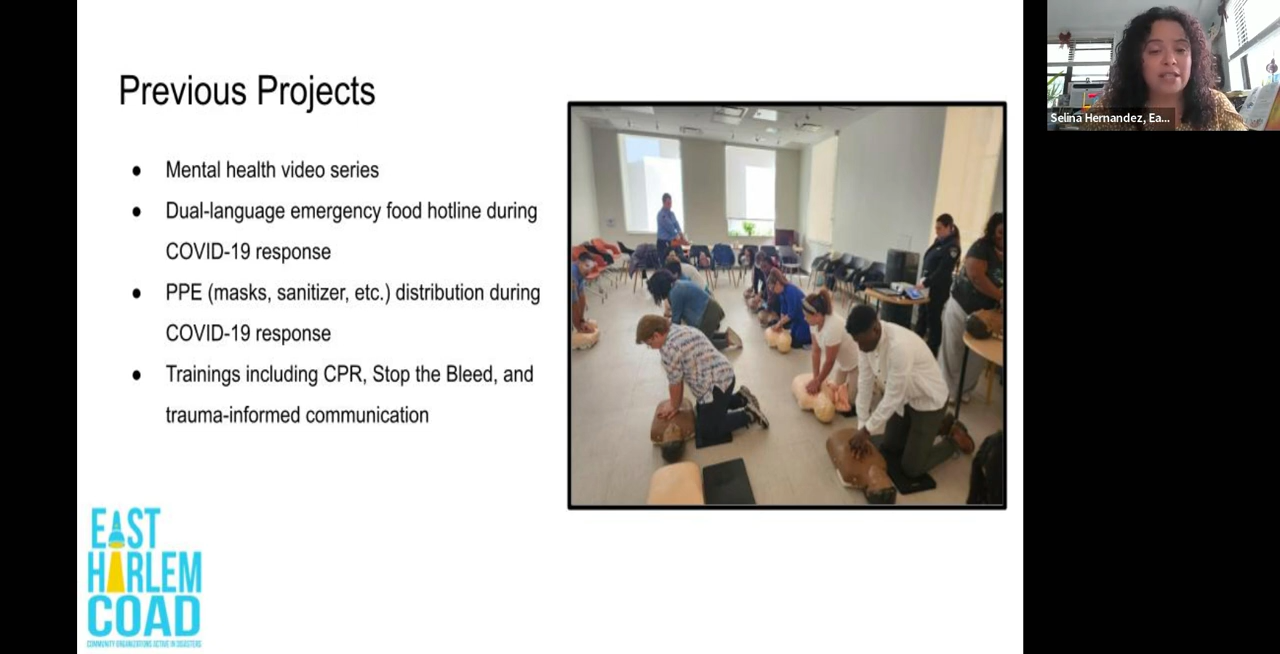 Previous Projects
● Mental health video series
● Dual-language emergency food hotline during
COVID-19 response
● PPE (masks, sanitizer, etc.) distribution during
COVID-19 response
● Trainings including CPR, Stop the Bleed, and
trauma-informed communication
EAST
HARLEM
COAD
COMMUNITY ORGANIZATIONS ACTIVE IN DISASTERS
Selina Hernandez, Ea...